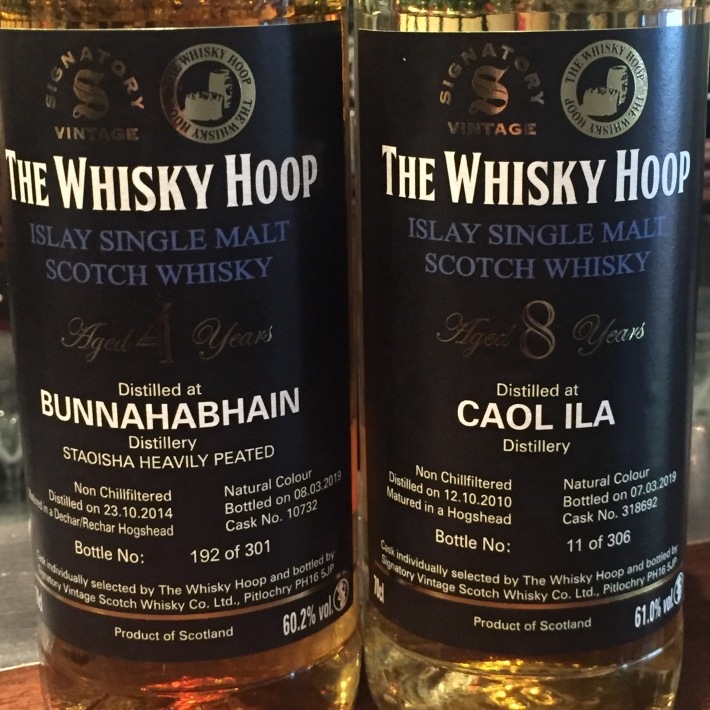 SIGNATORY
S
VINTAGE
THE WHISKY HOOP THE WHISKY HOOP
THE WHISKY HOOP
ISLAY SINGLE MALT
SCOTCH WHISKY
Aged 4 Years
Distilled at
BUNNAHABHAIN
Distillery
STAOISHA HEAVILY PEATED
Non Chillfiltered
Distilled on 23.10.2014
Matured in a Dechar/Rechar Hogshead
Natural Colour
Bottled on 08.03.2019
Cask No. 10732
Bottle No: 192 of 301
Cask individually selected by The Whisky Hoop and bottled by
Signatory Vintage Scotch Whisky Co. Ltd., Pitlochry PH16 5JP
70cl
Product of Scotland
60.2% vol.
SIGNATORY
S
VINTAGE
THE WHISKY HOOP THE WHISKY HOOP
THE WHISKY HOOP
ISLAY SINGLE MALT
SCOTCH WHISKY
Aged 8 Years
Distilled at
CAOL ILA
Distillery
Non Chillfiltered
Distilled on 12.10.2010
Matured in a Hogshead
Natural Colour
Bottled on 07.03.2019
Cask No. 318692
Bottle No: 11 of 306
Cask individually selected by The Whisky Hoop and bottled by
Signatory Vintage Scotch Whisky Co. Ltd., Pitlochry PH16 5JP
70cl
Product of Scotland
61.0% vol.